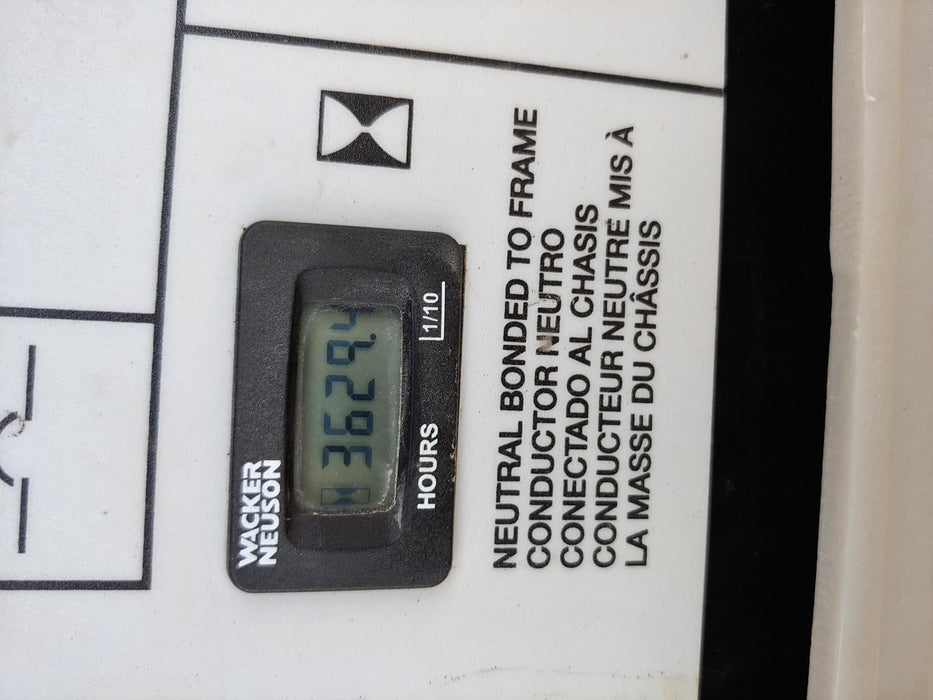 WACKER
NEUSON
3629.4
HOURS 1/10
NEUTRAL BONDED TO FRAME
CONDUCTOR NEUTRO
CONECTADO AL CHASIS
CONDUCTEUR NEUTRE MIS À
LA MASSE DU CHÂSSIS